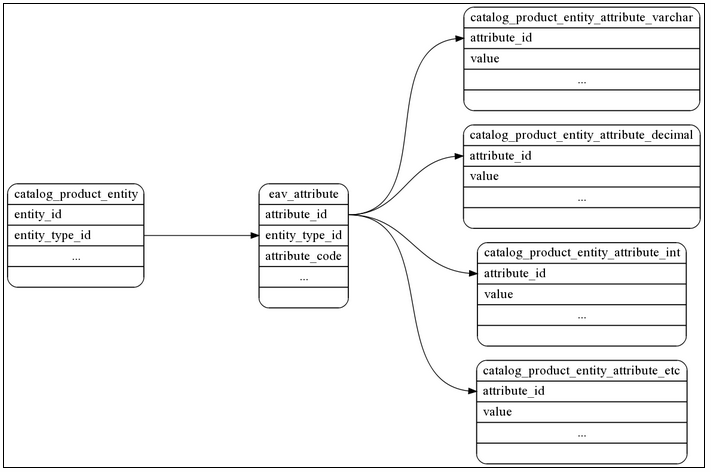 catalog_product_entity
entity_id
entity_type_id
...
eav_attribute
attribute_id
entity_type_id
attribute_code
...
catalog_product_entity_attribute_varchar
attribute_id
value
...
catalog_product_entity_attribute_decimal
attribute_id
value
...
catalog_product_entity_attribute_int
attribute_id
value
...
catalog_product_entity_attribute_etc
attribute_id
value
...